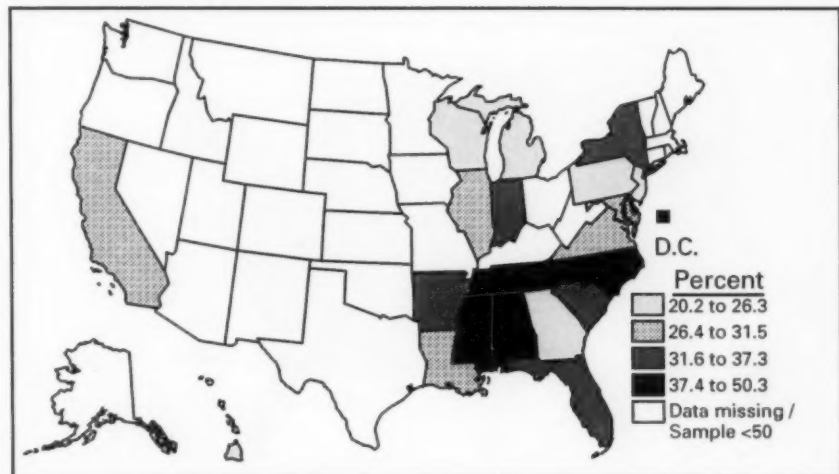 D.C.
Percent
20.2 to 26.3
26.4 to 31.5
31.6 to 37.3
37.4 to 50.3
Data missing /
Sample <50